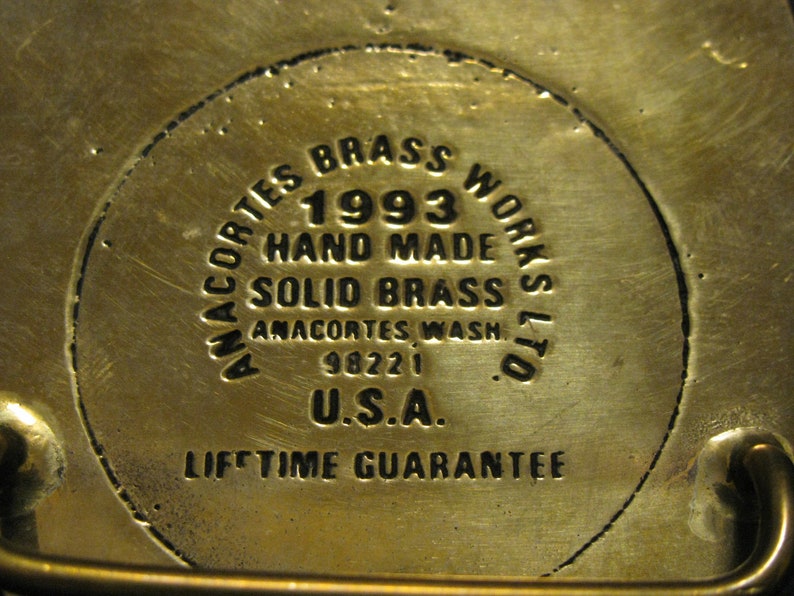 ANACORTES BRASS WORKS LTD.
1993
HAND MADE
SOLID BRASS
ANACORTES, WASH.
98221
U.S.A.
LIFETIME GUARANTEE